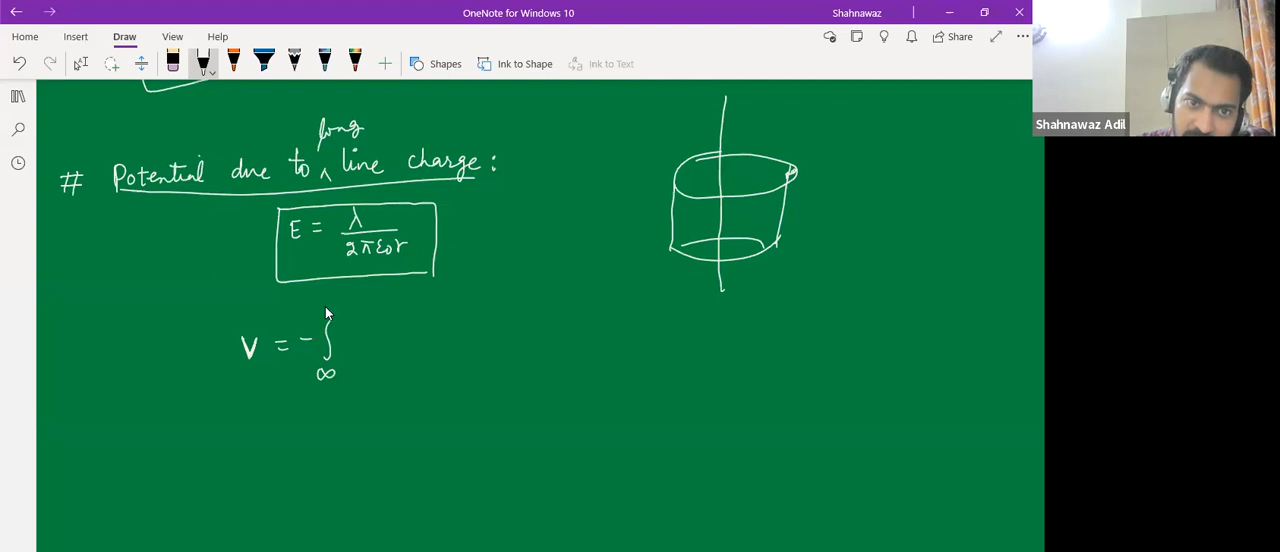 OneNote for Windows 10
Shahnawaz
Home Insert Draw View Help
Share
Shapes Ink to Shape Ink to Text
Shahnawaz Adil
long
# Potential due to ^ line charge :
E = λ / 2πε0r
V = -∫
∞